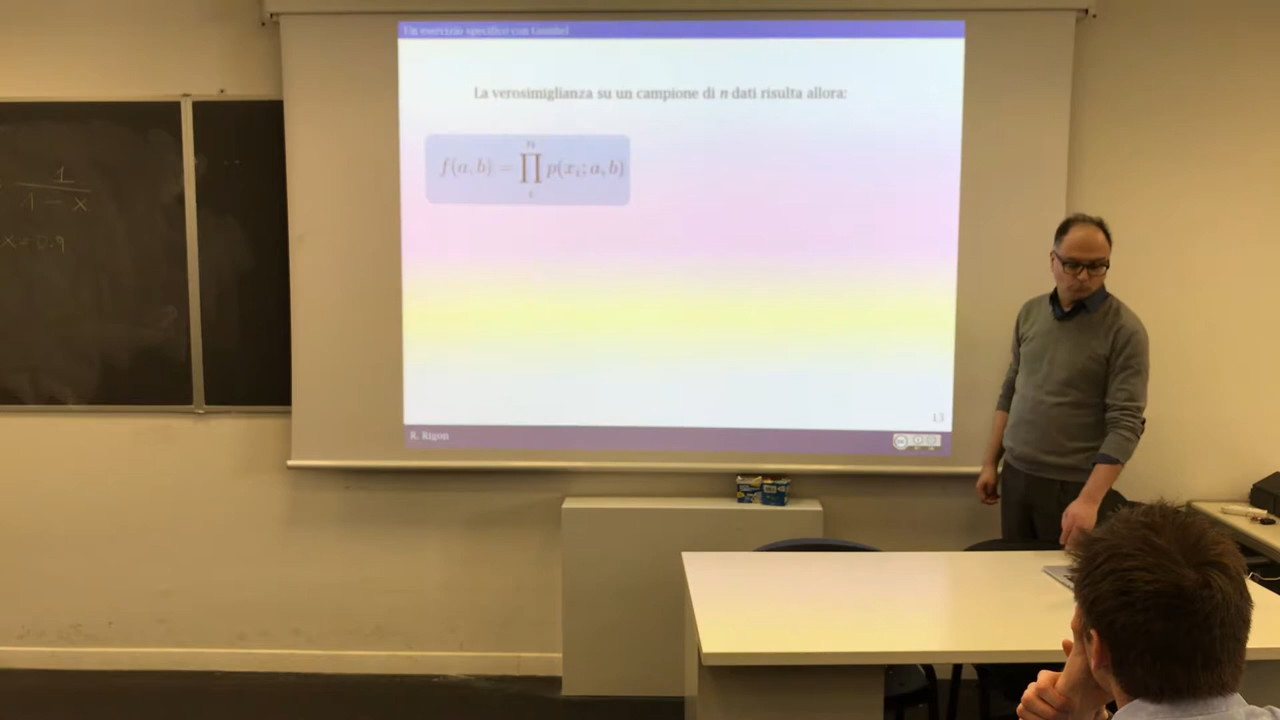 Un esercizio specifico con Gumbel
La verosimiglianza su un campione di n dati risulta allora:
n
f(a, b) = ∏ p(xᵢ; a, b)
i
13
R. Rigon
1
1 - x
x = 0.9